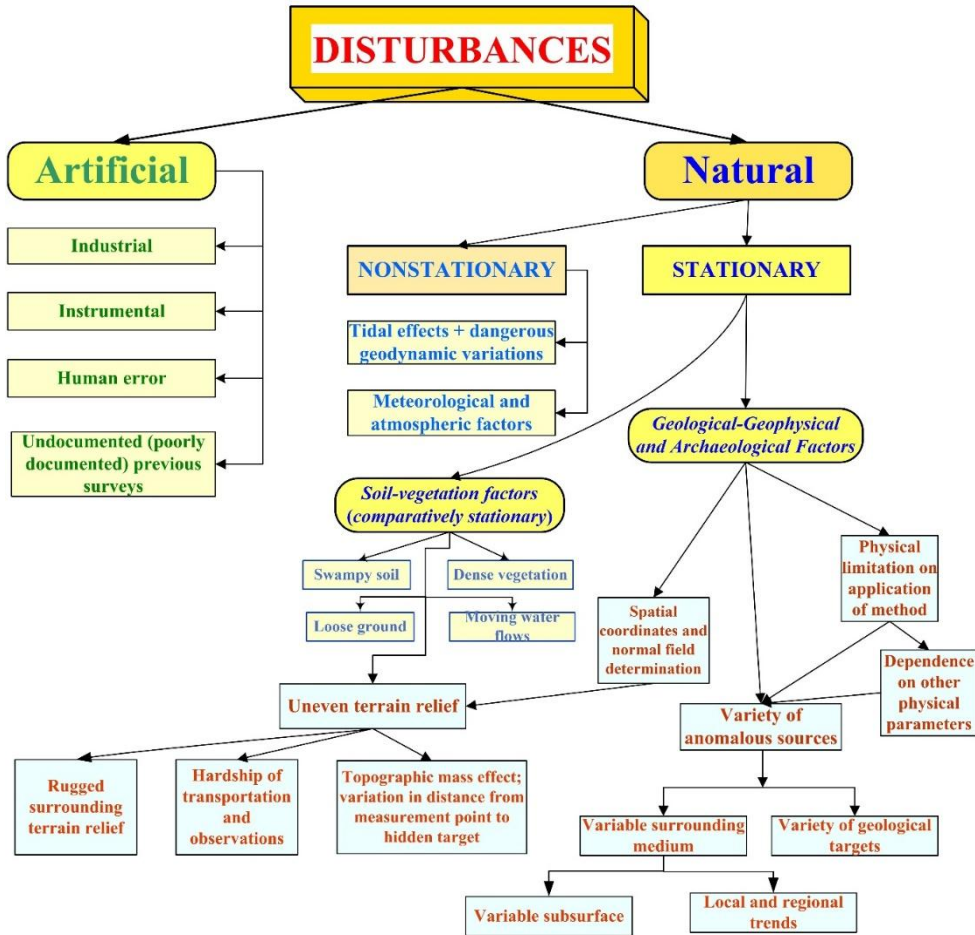 DISTURBANCES
Artificial
Natural
Industrial
Instrumental
Human error
Undocumented (poorly
documented) previous
surveys
NONSTATIONARY
STATIONARY
Tidal effects + dangerous
geodynamic variations
Meteorological and
atmospheric factors
Geological-Geophysical
and Archaeological Factors
Soil-vegetation factors
(comparatively stationary)
Swampy soil
Dense vegetation
Loose ground
Moving water
flows
Spatial
coordinates and
normal field
determination
Physical
limitation on
application
of method
Dependence
on other
physical
parameters
Uneven terrain relief
Variety of
anomalous sources
Rugged
surrounding
terrain relief
Hardship of
transportation
and
observations
Topographic mass effect;
variation in distance from
measurement point to
hidden target
Variable surrounding
medium
Variety of geological
targets
Variable subsurface
Local and regional
trends